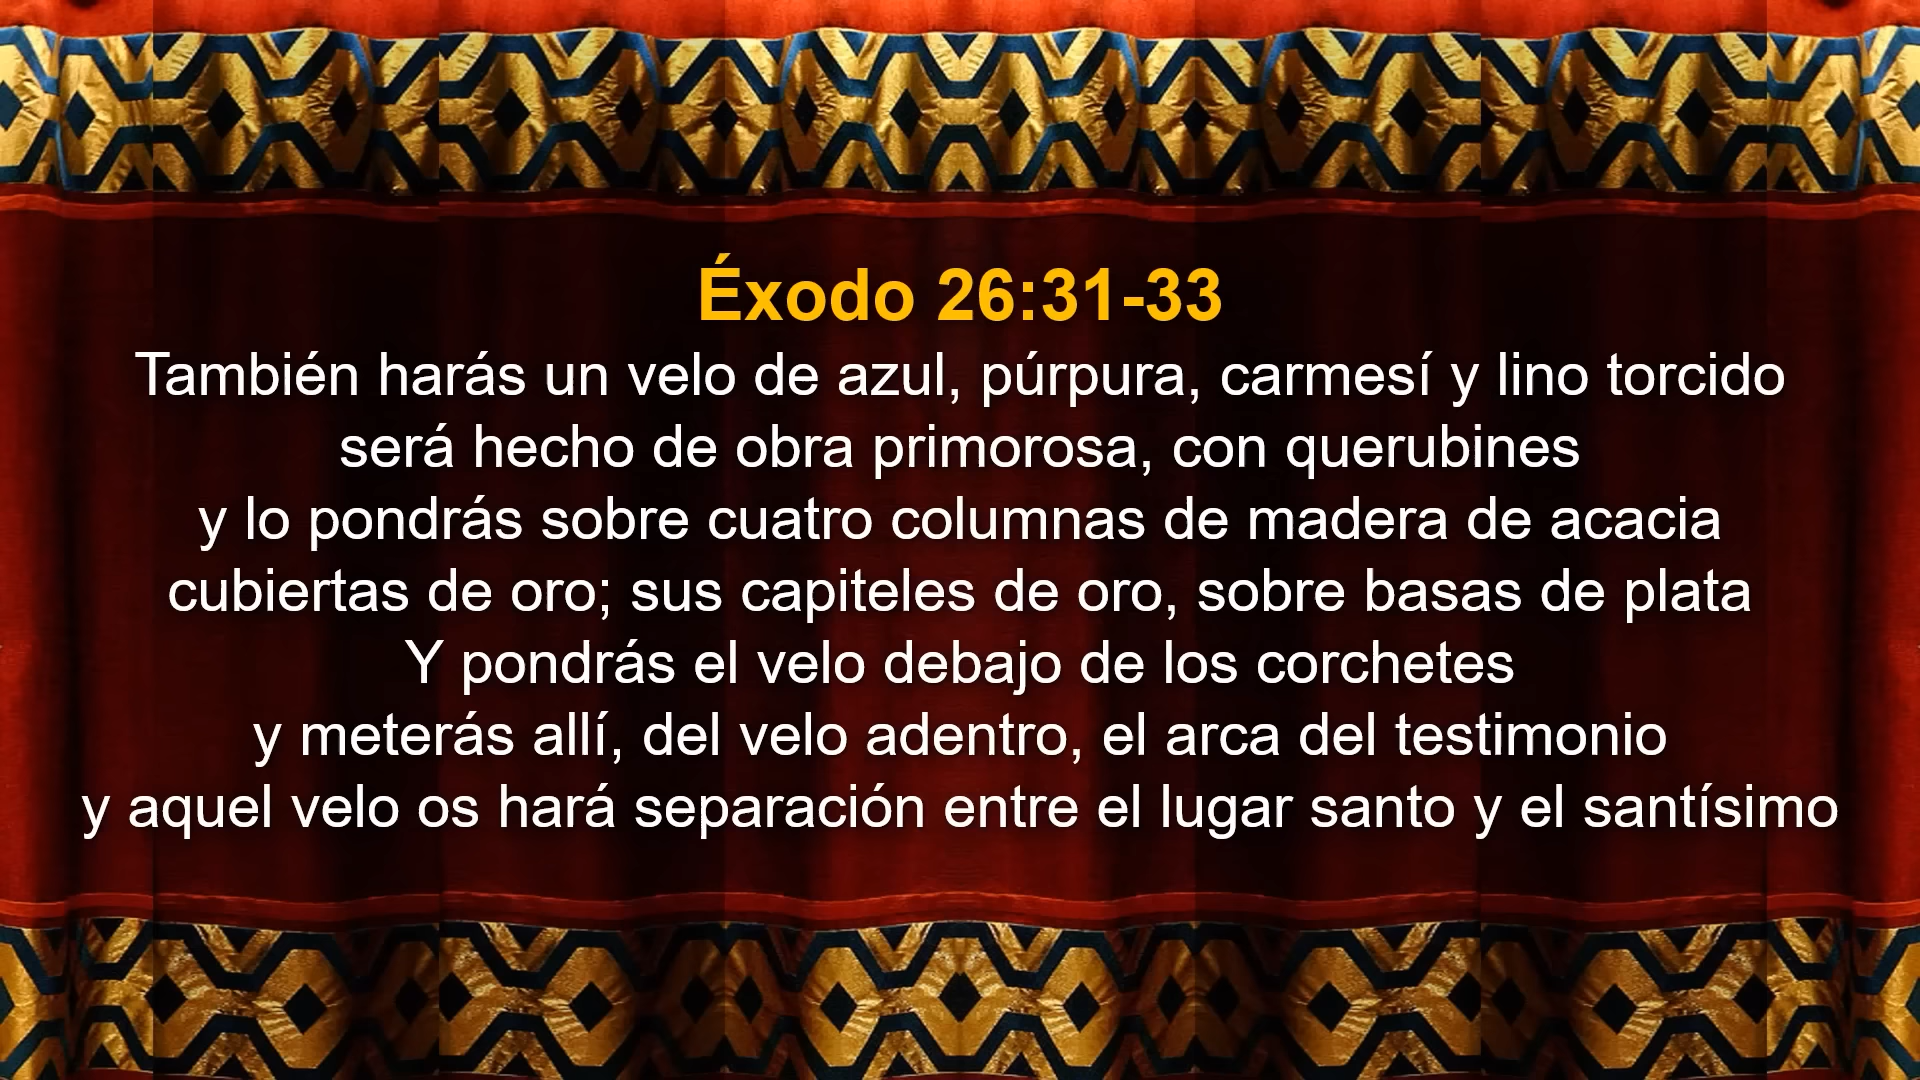 Éxodo 26:31-33
También harás un velo de azul, púrpura, carmesí y lino torcido
será hecho de obra primorosa, con querubines
y lo pondrás sobre cuatro columnas de madera de acacia
cubiertas de oro; sus capiteles de oro, sobre basas de plata
Y pondrás el velo debajo de los corchetes
y meterás allí, del velo adentro, el arca del testimonio
y aquel velo os hará separación entre el lugar santo y el santísimo